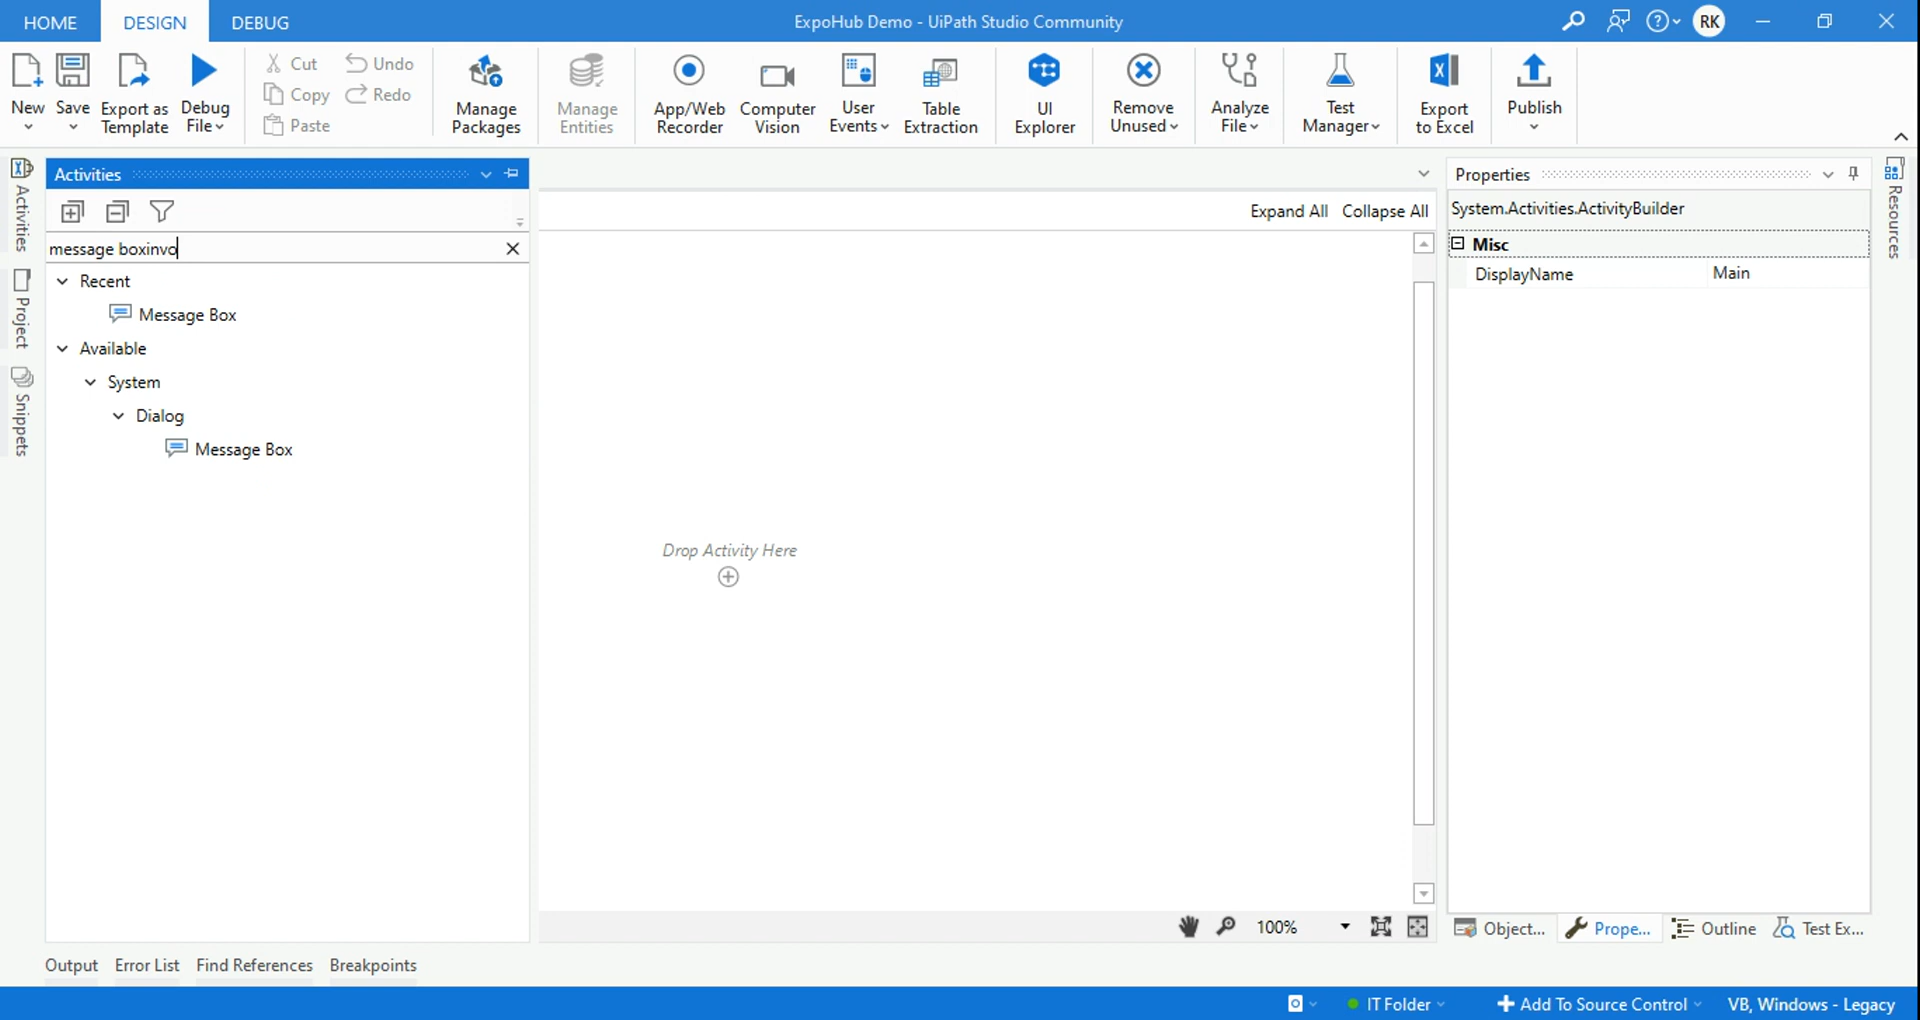 HOME DESIGN DEBUG ExpoHub Demo - UiPath Studio Community RK
New Save Export as Template Debug File Cut Copy Paste Undo Redo Manage Packages Manage Entities App/Web Recorder Computer Vision User Events Table Extraction UI Explorer Remove Unused Analyze File Test Manager Export to Excel Publish
Activities
Project
Snippets
Activities
message boxinvo
Recent
Message Box
Available
System
Dialog
Message Box
Expand All Collapse All
Drop Activity Here
100%
Properties
System.Activities.ActivityBuilder
Misc
DisplayName Main
Resources
Object... Prope... Outline Test Ex...
Output Error List Find References Breakpoints
IT Folder Add To Source Control VB, Windows - Legacy